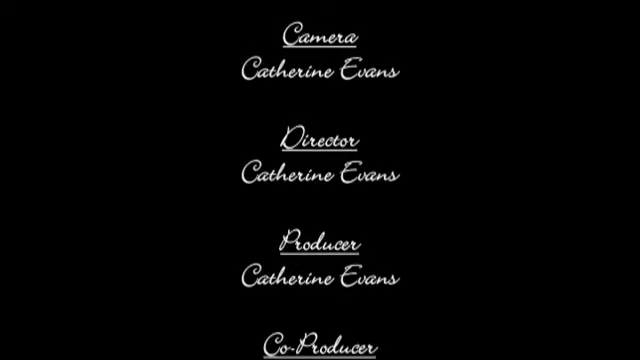 Camera
Catherine Evans
Director
Catherine Evans
Producer
Catherine Evans
Co-Producer